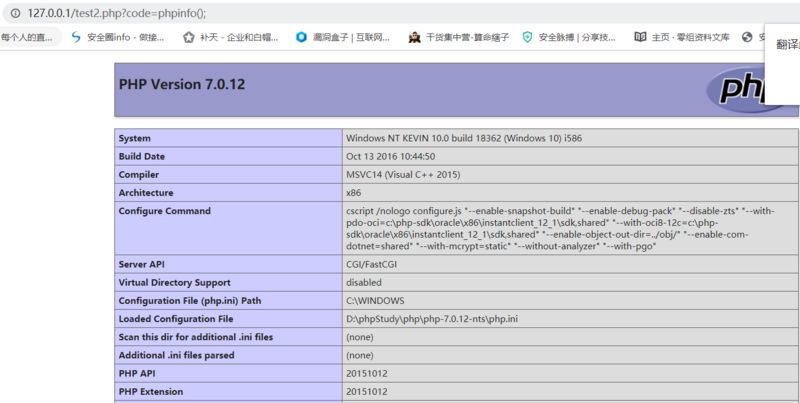 127.0.0.1/test2.php?code=phpinfo();
每个人的直...
安全圈info - 做接...
补天 - 企业和白帽...
漏洞盒子 | 互联网...
干货集中营-算命瞎子
安全脉搏 | 分享技...
主页 · 零组资料文库
翻译
PHP Version 7.0.12
php
System Windows NT KEVIN 10.0 build 18362 (Windows 10) i586
Build Date Oct 13 2016 10:44:50
Compiler MSVC14 (Visual C++ 2015)
Architecture x86
Configure Command cscript /nologo configure.js "--enable-snapshot-build" "--enable-debug-pack" "--disable-zts" "--with-
pdo-oci=c:\php-sdk\oracle\x86\instantclient_12_1\sdk,shared" "--with-oci8-12c=c:\php-
sdk\oracle\x86\instantclient_12_1\sdk,shared" "--enable-object-out-dir=../obj/" "--enable-com-
dotnet=shared" "--with-mcrypt=static" "--without-analyzer" "--with-pgo"
Server API CGI/FastCGI
Virtual Directory Support disabled
Configuration File (php.ini) Path C:\WINDOWS
Loaded Configuration File D:\phpStudy\php\php-7.0.12-nts\php.ini
Scan this dir for additional .ini files (none)
Additional .ini files parsed (none)
PHP API 20151012
PHP Extension 20151012